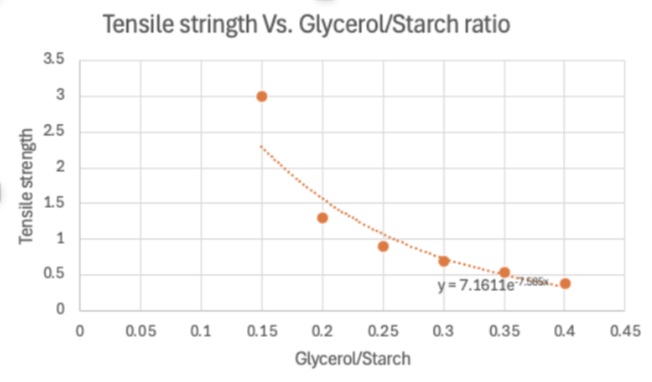 Tensile stringth Vs. Glycerol/Starch ratio
3.5
3
2.5
2
1.5
1
0.5
0
Tensile strength
y = 7.1611e-7.585x
0 0.05 0.1 0.15 0.2 0.25 0.3 0.35 0.4 0.45
Glycerol/Starch